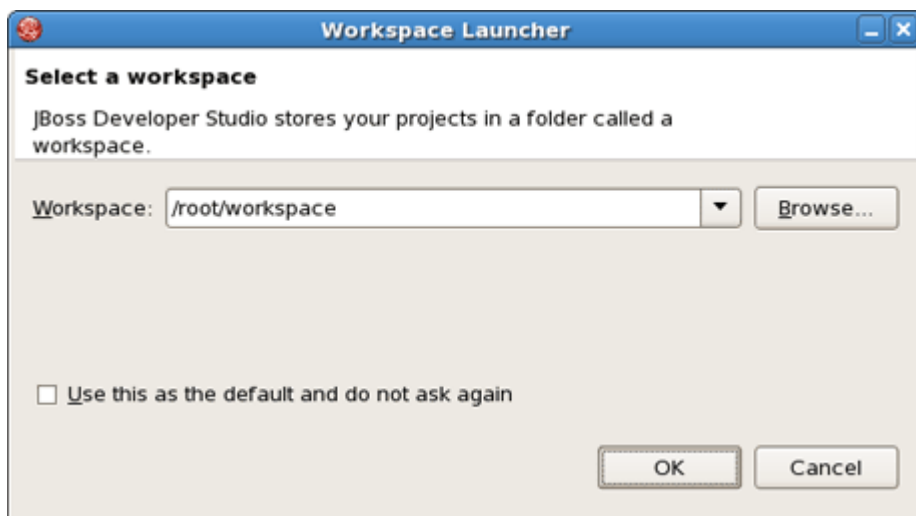 Workspace Launcher
Select a workspace
JBoss Developer Studio stores your projects in a folder called a
workspace.
Workspace: /root/workspace Browse...
Use this as the default and do not ask again
OK Cancel